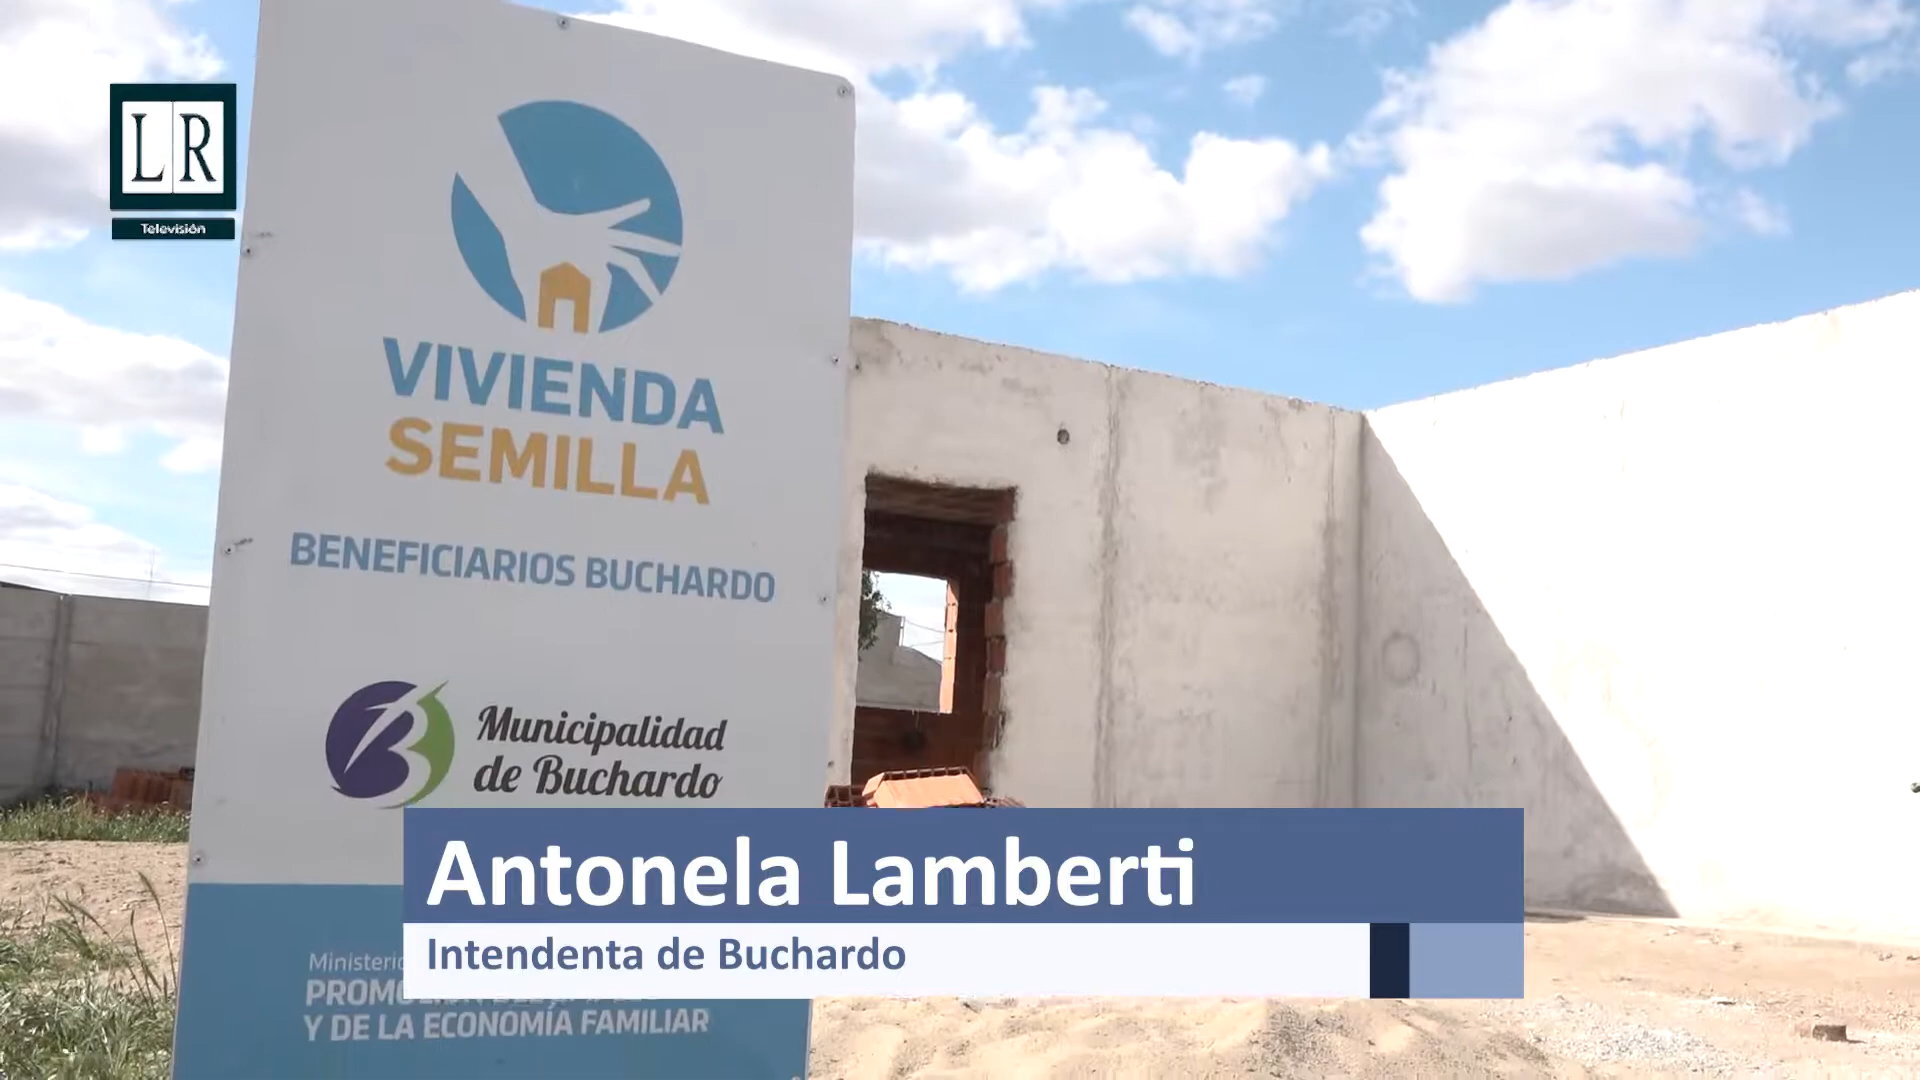 LR
Televisión
VIVIENDA
SEMILLA
BENEFICIARIOS BUCHARDO
Municipalidad
de Buchardo
Antonela Lamberti
Intendenta de Buchardo
Y DE LA ECONOMÍA FAMILIAR